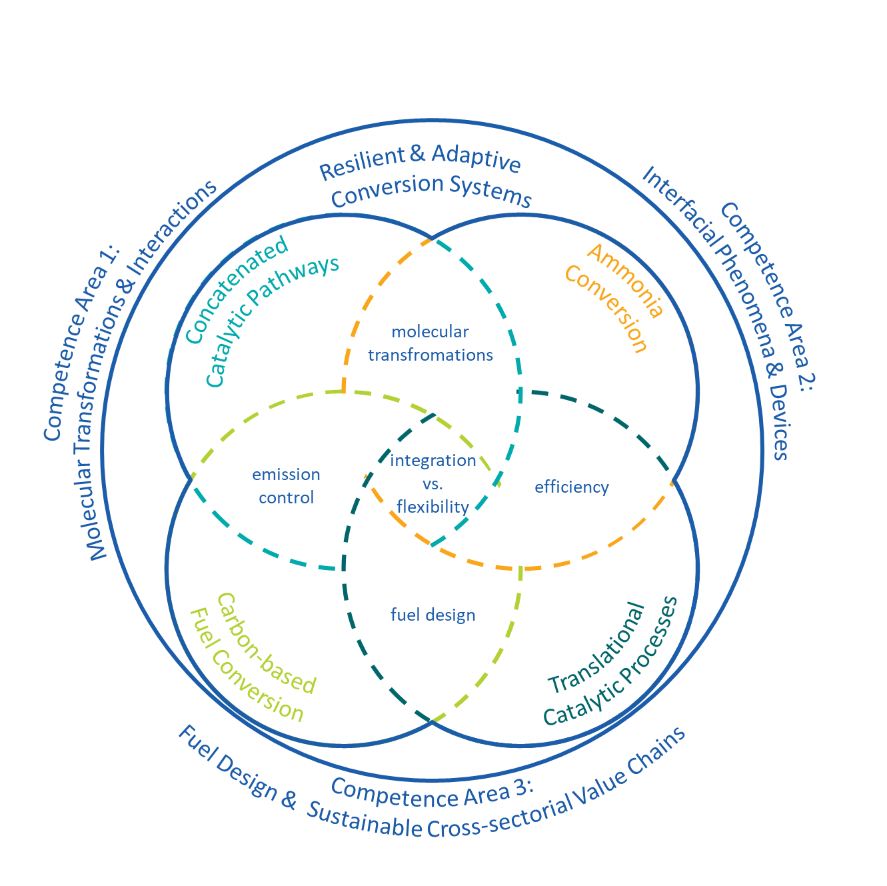 Resilient & Adaptive
Conversion Systems
Competence Area 1:
Molecular Transformations & Interactions
Competence Area 2:
Interfacial Phenomena & Devices
Concatenated
Catalytic Pathways
Ammonia
Conversion
molecular
transfromations
emission
control
integration
vs.
flexibility
efficiency
fuel design
Carbon-based
Fuel Conversion
Translational
Catalytic Processes
Competence Area 3:
Fuel Design & Sustainable Cross-sectorial Value Chains